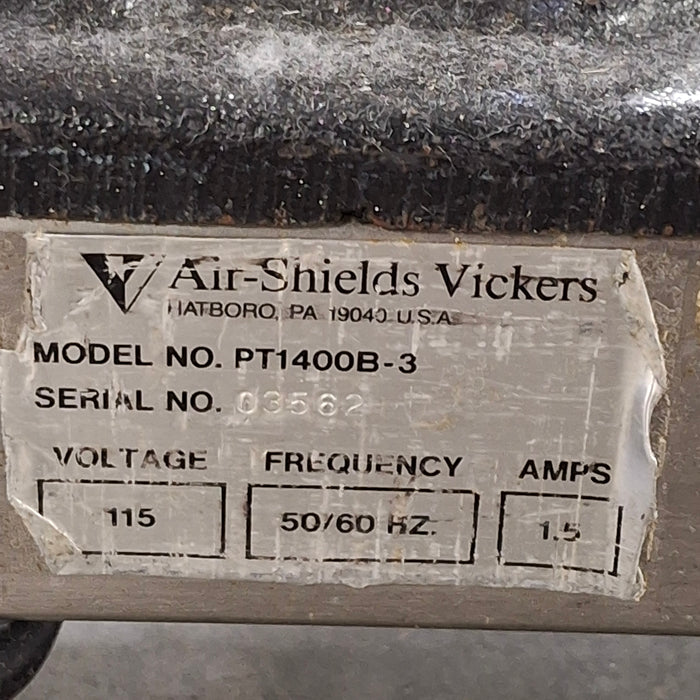 Air-Shields Vickers
HATBORO, PA 19040 U.S.A.
MODEL NO. PT1400B-3
SERIAL NO. 03562
VOLTAGE FREQUENCY AMPS
115 50/60 HZ. 1.5